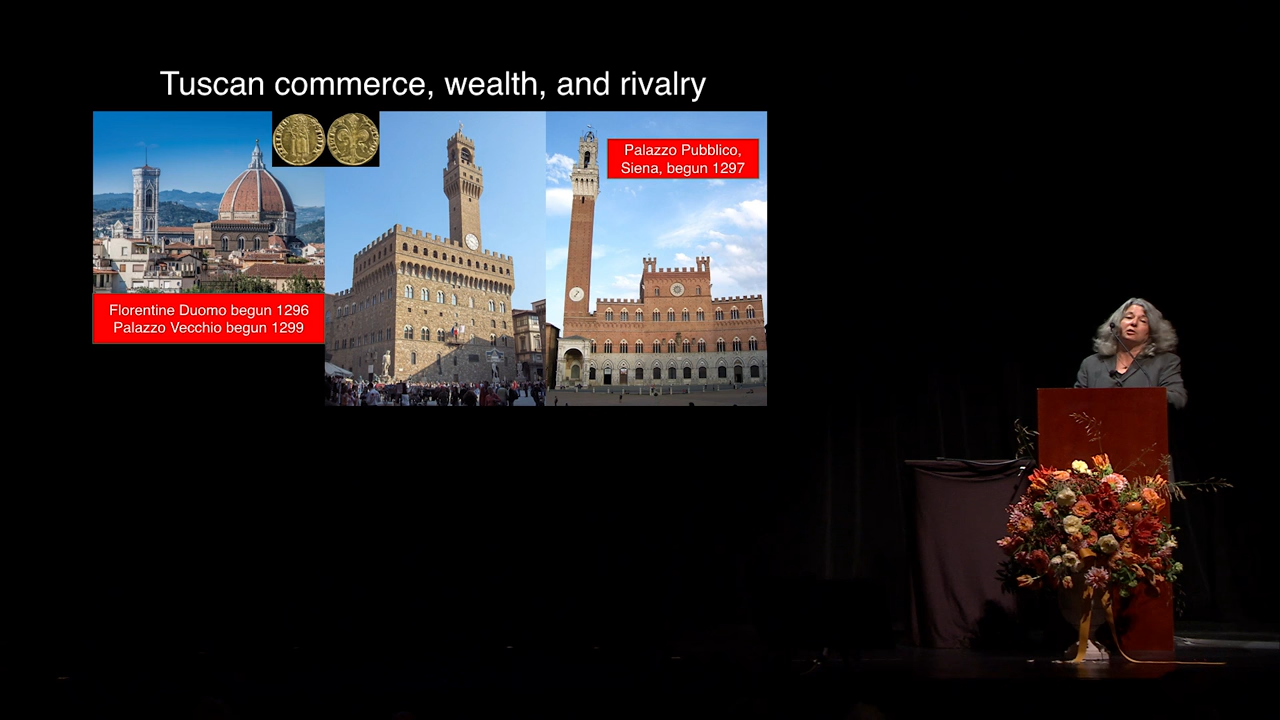 Tuscan commerce, wealth, and rivalry
Palazzo Pubblico,
Siena, begun 1297
Florentine Duomo begun 1296
Palazzo Vecchio begun 1299